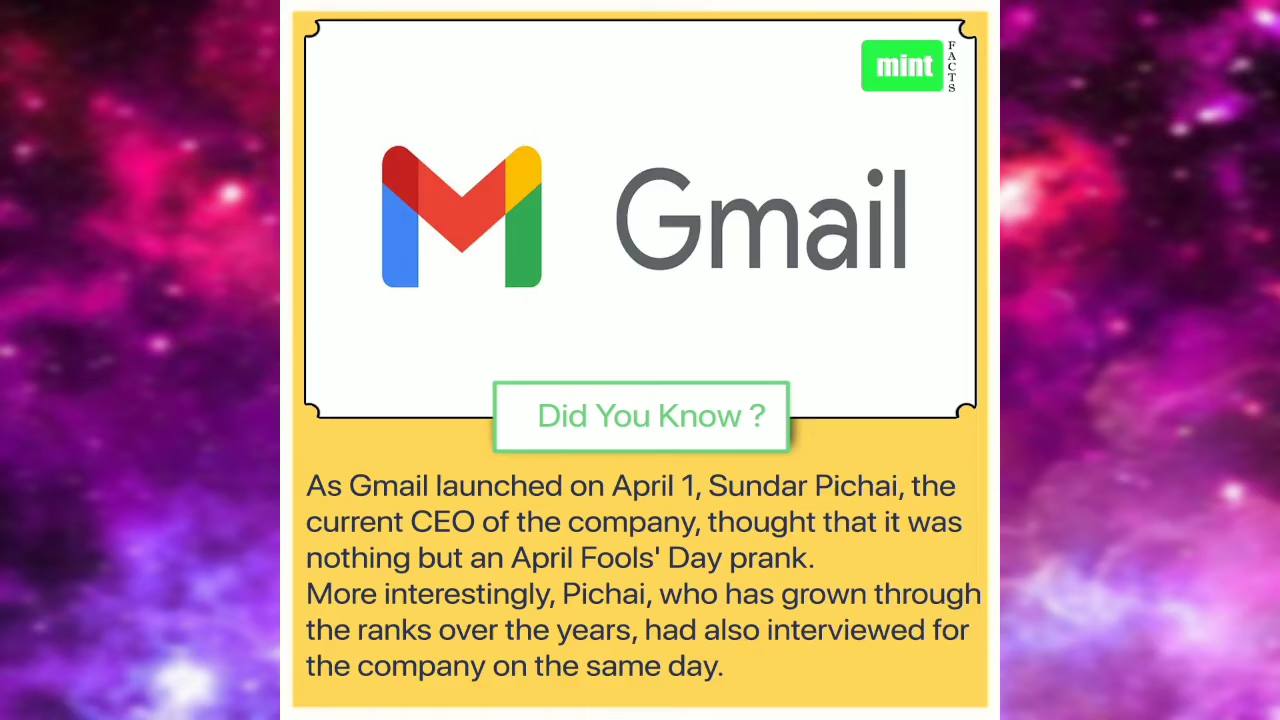 mint
FACTS
Gmail
Did You Know ?
As Gmail launched on April 1, Sundar Pichai, the
current CEO of the company, thought that it was
nothing but an April Fools' Day prank.
More interestingly, Pichai, who has grown through
the ranks over the years, had also interviewed for
the company on the same day.